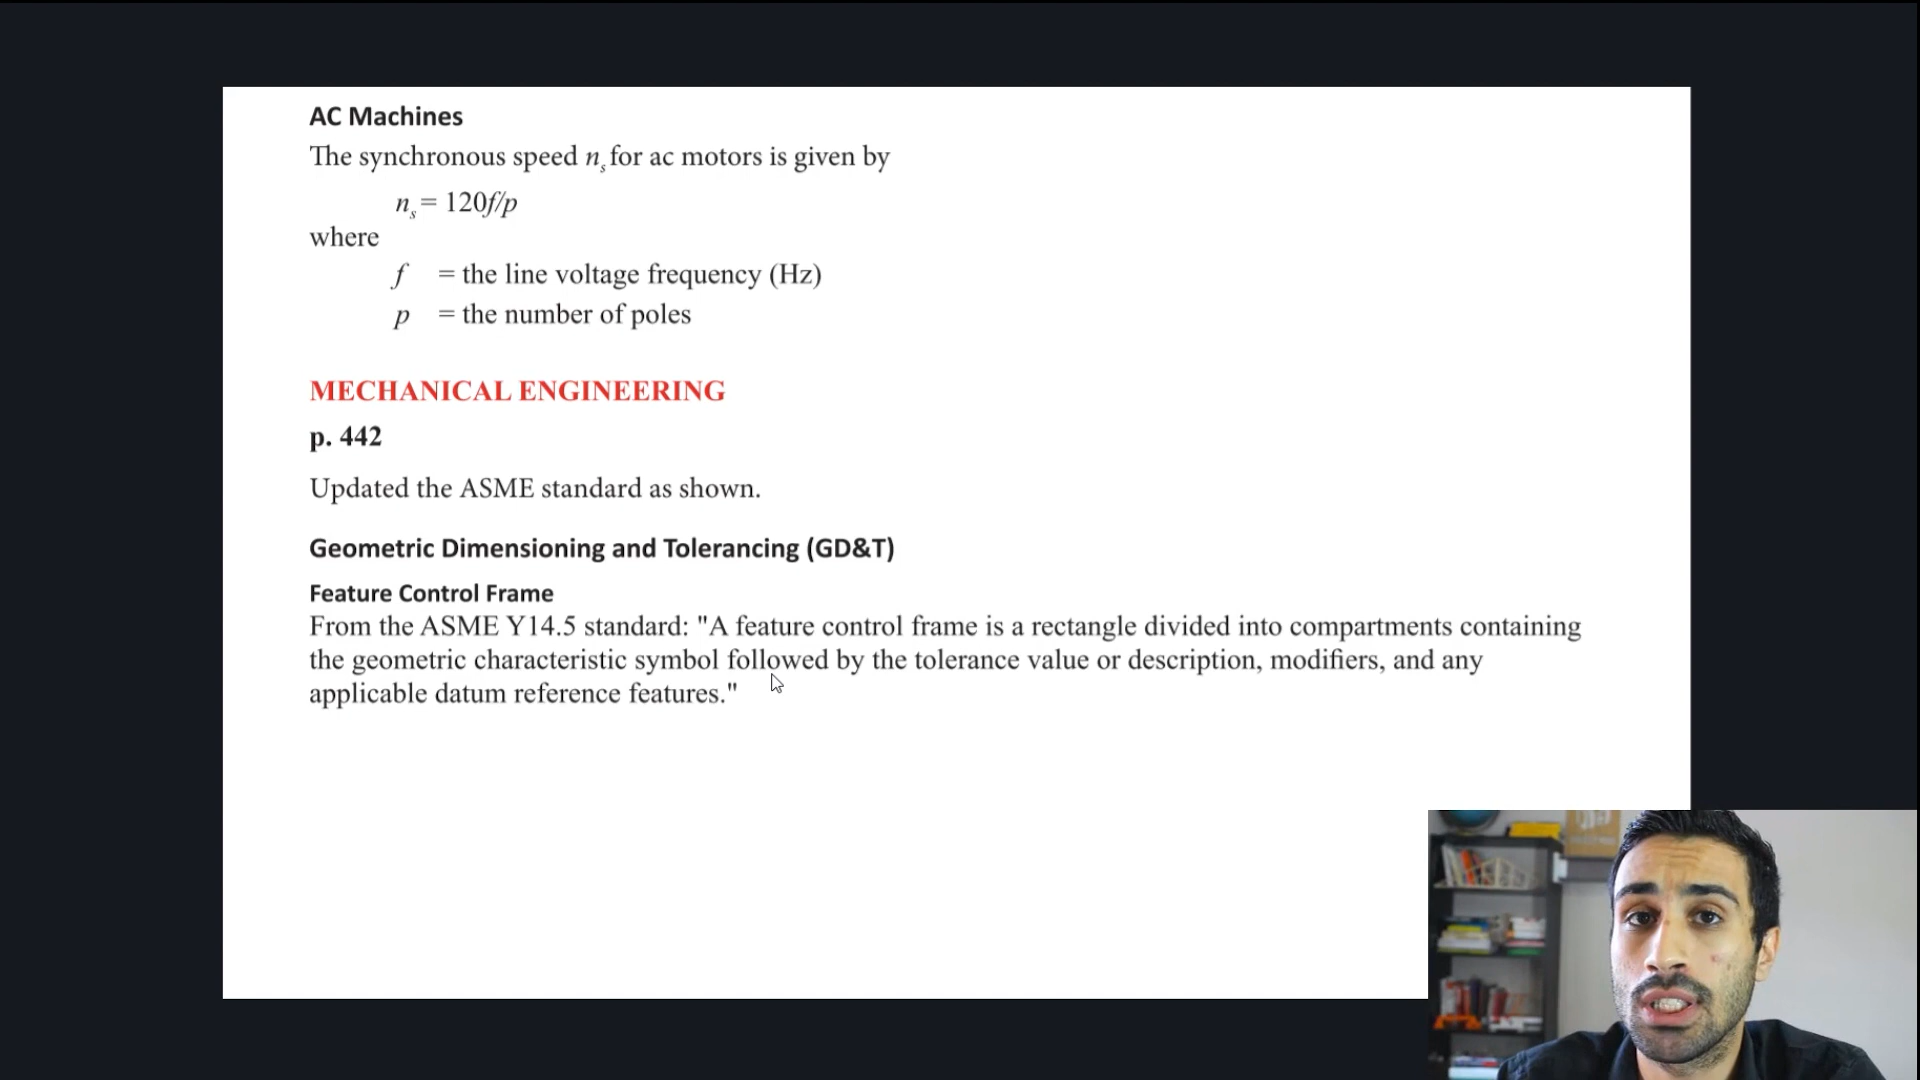 AC Machines
The synchronous speed nₛ for ac motors is given by
nₛ = 120f/p
where
f = the line voltage frequency (Hz)
p = the number of poles
MECHANICAL ENGINEERING
p. 442
Updated the ASME standard as shown.
Geometric Dimensioning and Tolerancing (GD&T)
Feature Control Frame
From the ASME Y14.5 standard: "A feature control frame is a rectangle divided into compartments containing
the geometric characteristic symbol followed by the tolerance value or description, modifiers, and any
applicable datum reference features."